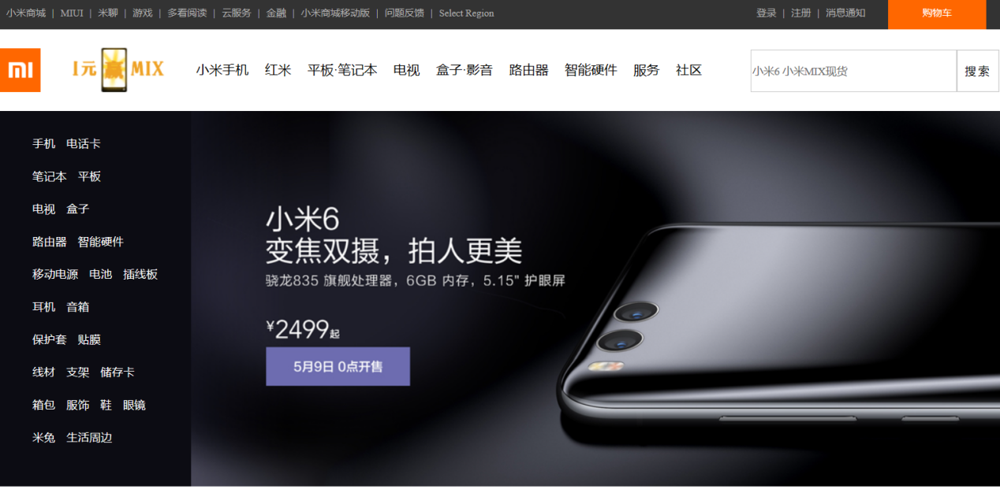 小米商城 | MIUI | 米聊 | 游戏 | 多看阅读 | 云服务 | 金融 | 小米商城移动版 | 问题反馈 | Select Region 登录 | 注册 | 消息通知 购物车
mi 1元赢MIX 小米手机 红米 平板·笔记本 电视 盒子·影音 路由器 智能硬件 服务 社区 小米6 小米MIX现货 搜索
手机 电话卡
笔记本 平板
电视 盒子
路由器 智能硬件
移动电源 电池 插线板
耳机 音箱
保护套 贴膜
线材 支架 储存卡
箱包 服饰 鞋 眼镜
米兔 生活周边
小米6
变焦双摄，拍人更美
骁龙835 旗舰处理器，6GB 内存，5.15" 护眼屏
¥2499起
5月9日 0点开售